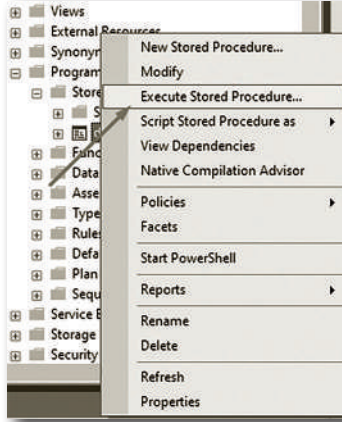 Views
External Resources
Synonyr
Program
Store
S
Func
Data
Asse
Type
Rules
Defa
Plan
Sequ
Service E
Storage
Security
New Stored Procedure...
Modify
Execute Stored Procedure...
Script Stored Procedure as
View Dependencies
Native Compilation Advisor
Policies
Facets
Start PowerShell
Reports
Rename
Delete
Refresh
Properties